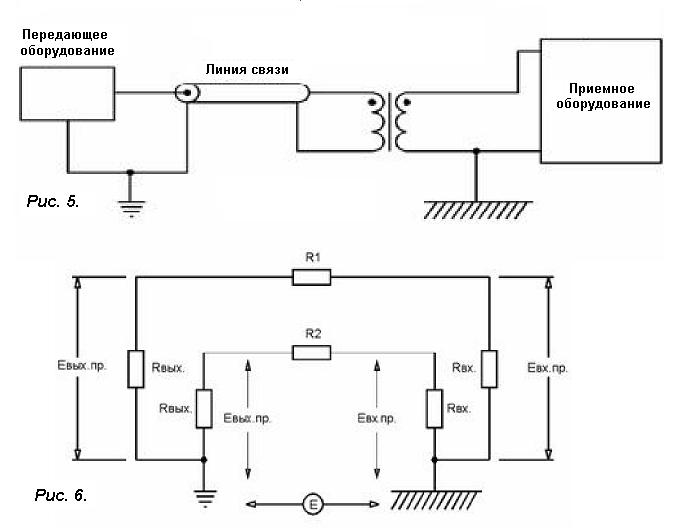 Передающее
оборудование
Линия связи
Приемное
оборудование
Рис. 5.
R1
R2
Eвых.пр.
Rвых.
Rвх.
Eвх.пр.
Rвых.
Eвых.пр.
Eвх.пр.
Rвх.
E
Рис. 6.